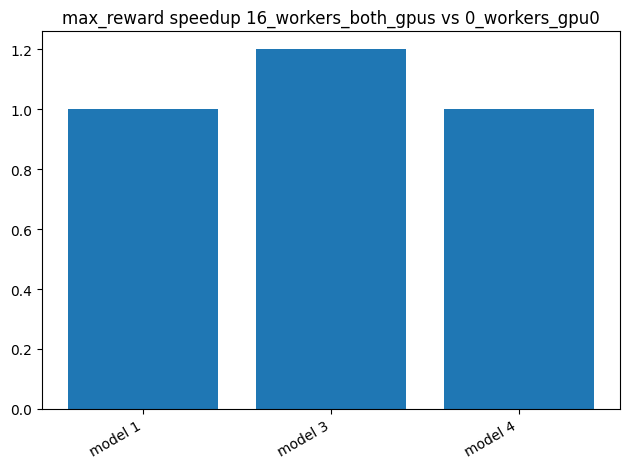 max_reward speedup 16_workers_both_gpus vs 0_workers_gpu0
1.2
1.0
0.8
0.6
0.4
0.2
0.0
model 1
model 3
model 4